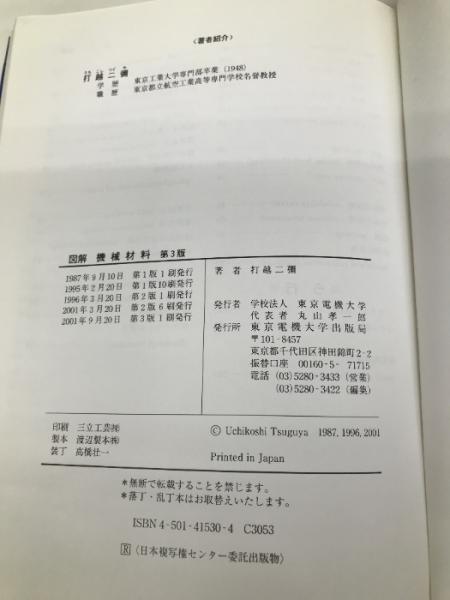 〈著者紹介〉
打越二彌
学歴 東京工業大学専門部卒業 (1948)
職歴 東京都立航空工業高等専門学校名誉教授
図解 機械材料 第3版
1987年9月10日 第1版1刷発行
1995年2月20日 第1版10刷発行
1996年3月20日 第2版1刷発行
2001年3月20日 第2版6刷発行
2001年9月20日 第3版1刷発行
著者 打越二彌
発行者 学校法人 東京電機大学
代表者 丸山孝一郎
発行所 東京電機大学出版局
〒101-8457
東京都千代田区神田錦町2-2
振替口座 00160-5-71715
電話 (03)5280-3433(営業)
(03)5280-3422(編集)
印刷 三立工芸㈱
製本 渡辺製本㈱
装丁 高橋壮一
© Uchikoshi Tsuguya 1987, 1996, 2001
Printed in Japan
*無断で転載することを禁じます。
*落丁・乱丁本はお取替えいたします。
ISBN4-501-41530-4 C3053
Ⓡ〈日本複写権センター委託出版物〉